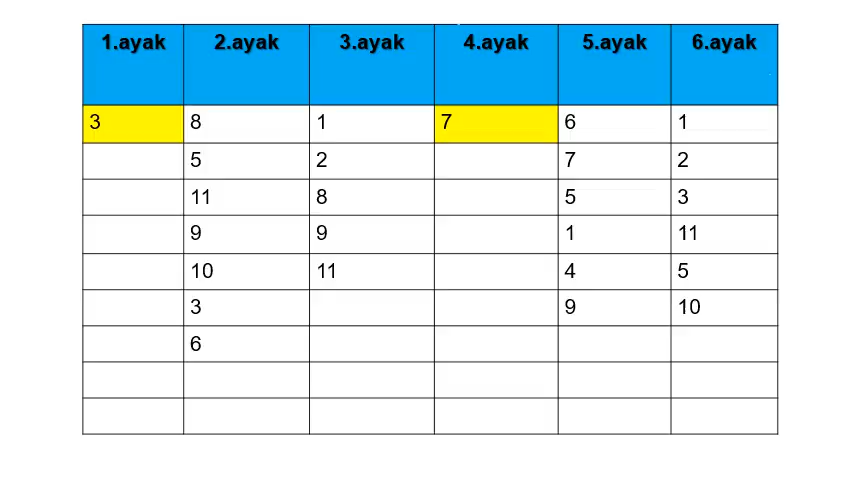 1.ayak 2.ayak 3.ayak 4.ayak 5.ayak 6.ayak
3 8 1 7 6 1
5 2 7 2
11 8 5 3
9 9 1 11
10 11 4 5
3 9 10
6